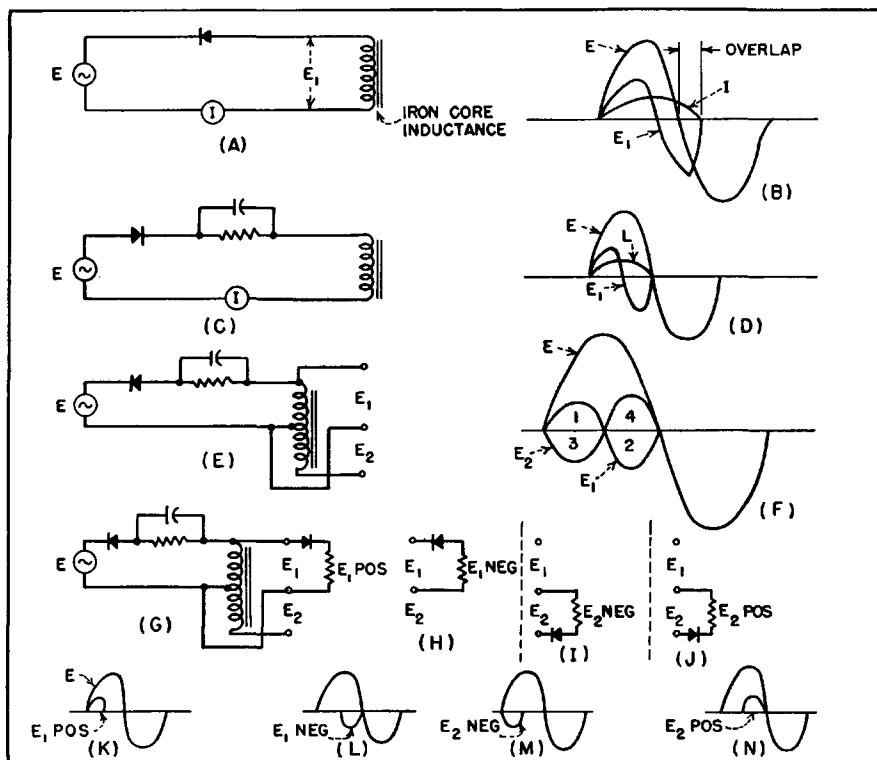 E
E₁
I
IRON CORE
INDUCTANCE
(A)
E
OVERLAP
I
E₁
(B)
E
I
(C)
E
L
E₁
(D)
E
E₁
E₂
(E)
E
1
4
3
2
E₂
E₁
(F)
E
E₁
E₂
E₁ POS
(G)
E₁
E₂
E₁ NEG
(H)
E₁
E₂
E₂ NEG
(I)
E₁
E₂
E₂ POS
(J)
E
E₁ POS
(K)
E₁ NEG
(L)
E₂ NEG
(M)
E₂ POS
(N)